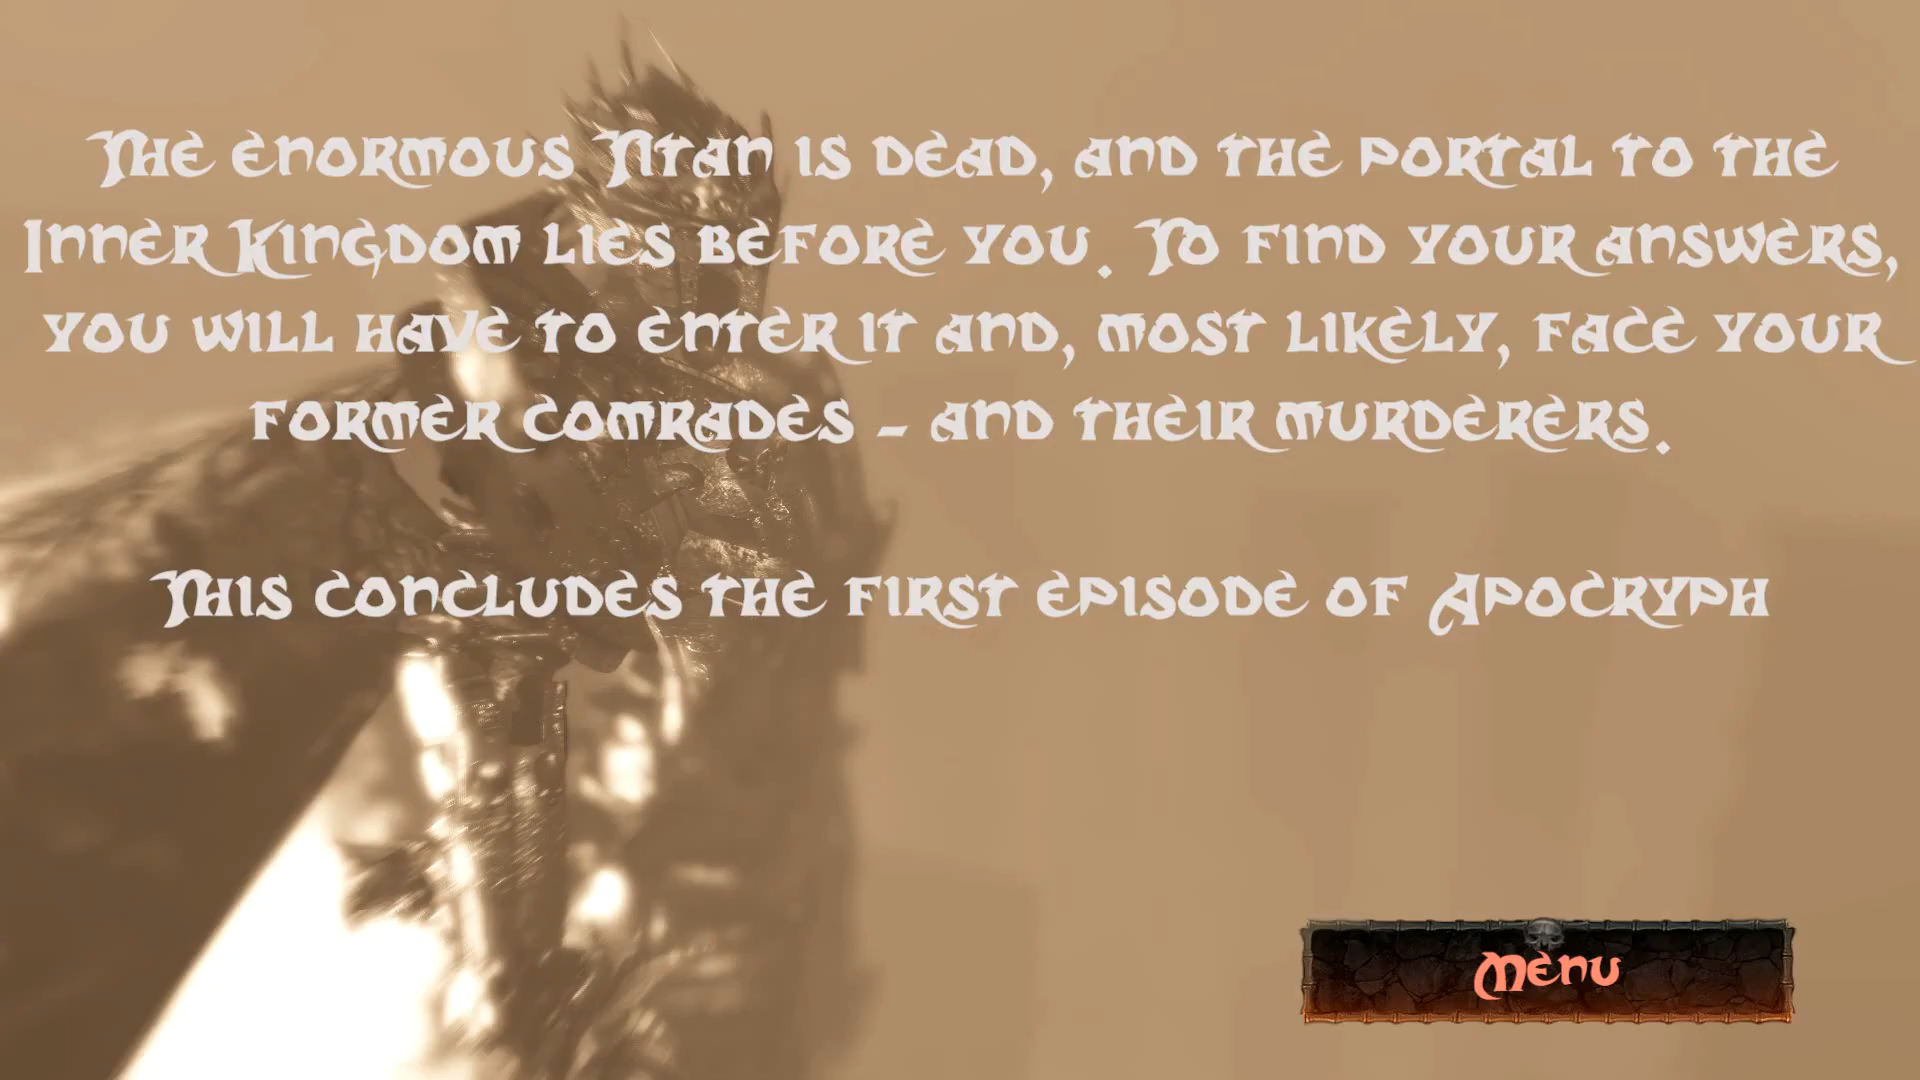 The enormous Titan is dead, and the portal to the
Inner Kingdom lies before you. To find your answers,
you will have to enter it and, most likely, face your
former comrades - and their murderers.
This concludes the first episode of Apocryph
Menu